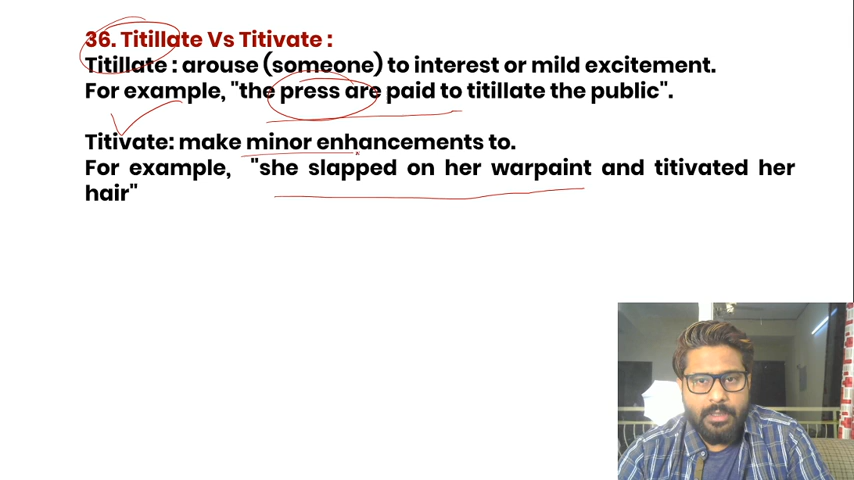 36. Titillate Vs Titivate :
Titillate : arouse (someone) to interest or mild excitement.
For example, "the press are paid to titillate the public".
Titivate: make minor enhancements to.
For example, "she slapped on her warpaint and titivated her
hair"